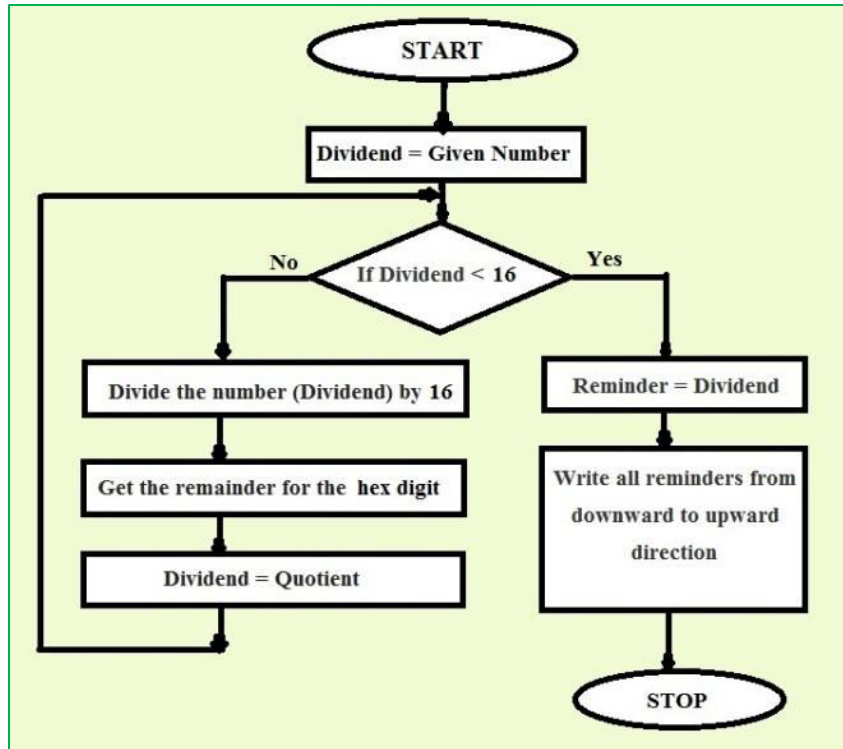 START
Dividend = Given Number
If Dividend < 16
No
Yes
Divide the number (Dividend) by 16
Get the remainder for the hex digit
Dividend = Quotient
Reminder = Dividend
Write all reminders from
downward to upward
direction
STOP